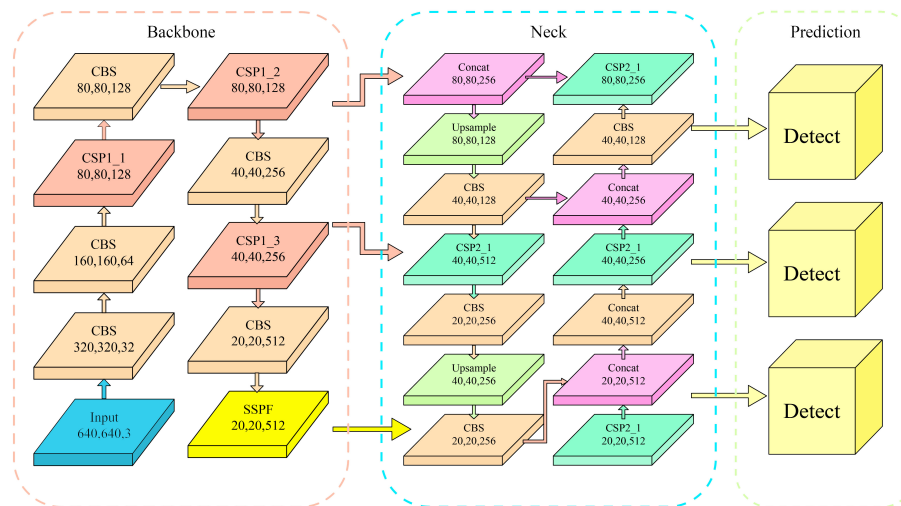 Backbone
CBS
80,80,128
CSP1_2
80,80,128
CSP1_1
80,80,128
CBS
40,40,256
CBS
160,160,64
CSP1_3
40,40,256
CBS
320,320,32
CBS
20,20,512
Input
640,640,3
SSPF
20,20,512
Neck
Concat
80,80,256
CSP2_1
80,80,256
Upsample
80,80,128
CBS
40,40,128
CBS
40,40,128
Concat
40,40,256
CSP2_1
40,40,512
CSP2_1
40,40,256
CBS
20,20,256
Concat
40,40,512
Upsample
40,40,256
Concat
20,20,512
CBS
20,20,256
CSP2_1
20,20,512
Prediction
Detect
Detect
Detect